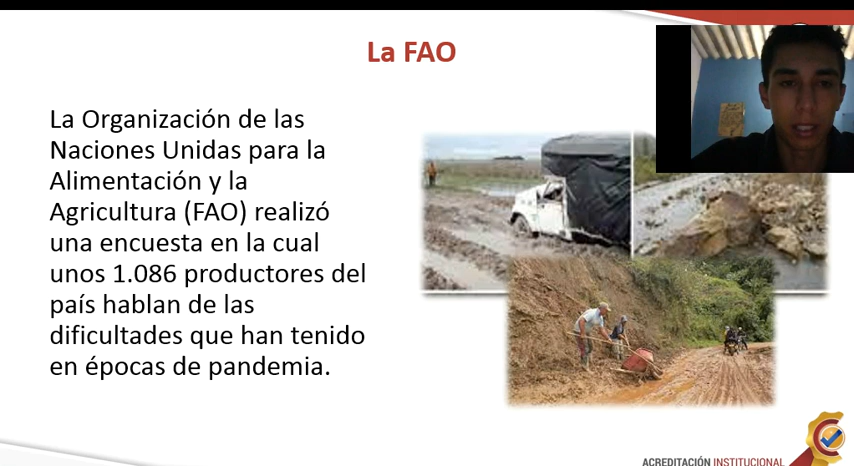 La FAO
La Organización de las
Naciones Unidas para la
Alimentación y la
Agricultura (FAO) realizó
una encuesta en la cual
unos 1.086 productores del
país hablan de las
dificultades que han tenido
en épocas de pandemia.
ACREDITACIÓN INSTITUCIONAL